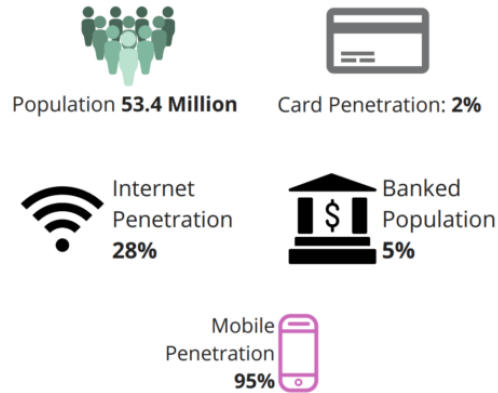 Population 53.4 Million
Card Penetration: 2%
Internet
Penetration
28%
$
Banked
Population
5%
Mobile
Penetration
95%